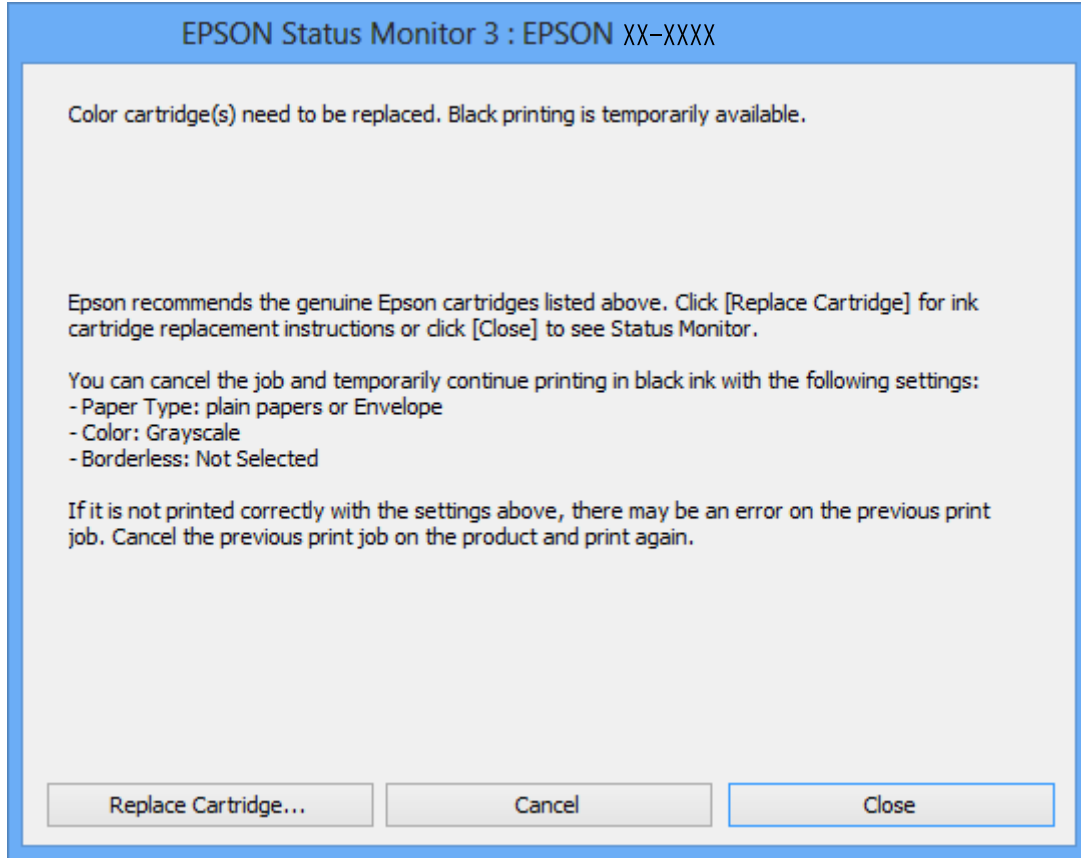 EPSON Status Monitor 3 : EPSON XX-XXXX
Color cartridge(s) need to be replaced. Black printing is temporarily available.
Epson recommends the genuine Epson cartridges listed above. Click [Replace Cartridge] for ink
cartridge replacement instructions or click [Close] to see Status Monitor.
You can cancel the job and temporarily continue printing in black ink with the following settings:
- Paper Type: plain papers or Envelope
- Color: Grayscale
- Borderless: Not Selected
If it is not printed correctly with the settings above, there may be an error on the previous print
job. Cancel the previous print job on the product and print again.
Replace Cartridge...
Cancel
Close